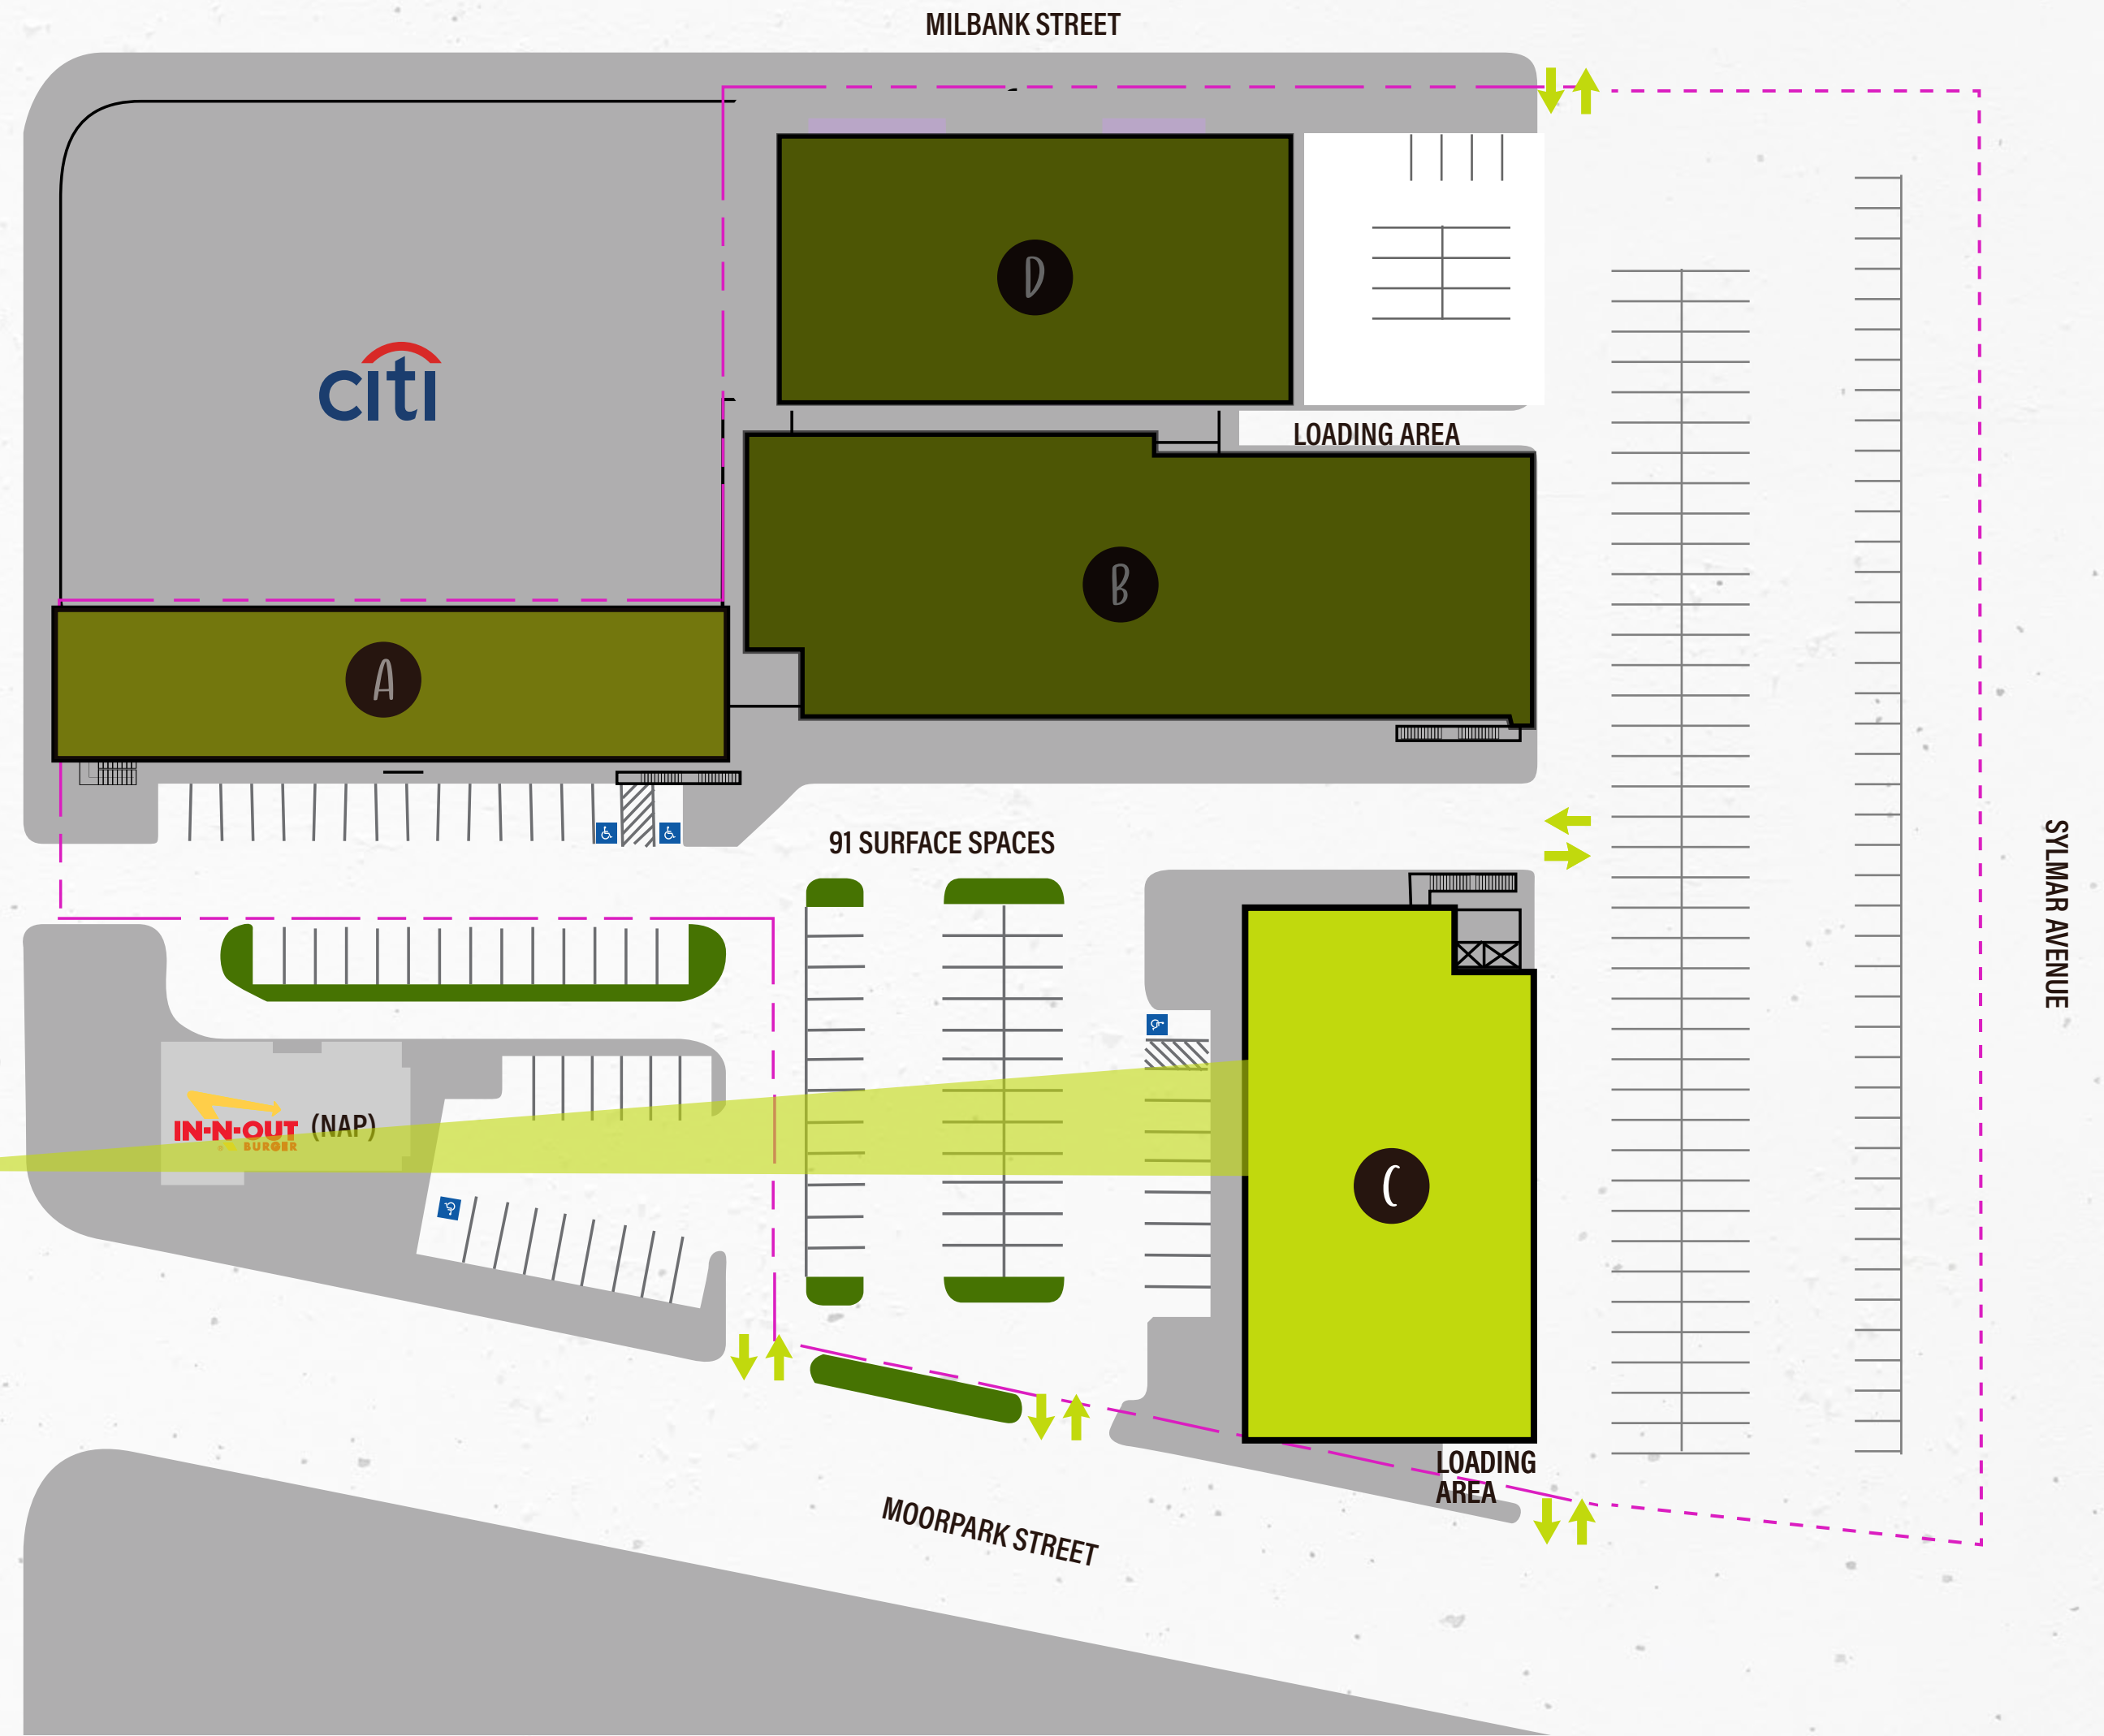 MILBANK STREET
D
citi
LOADING AREA
B
A
91 SURFACE SPACES
SYLMAR AVENUE
IN-N-OUT
BURGER
(NAP)
C
LOADING
AREA
MOORPARK STREET